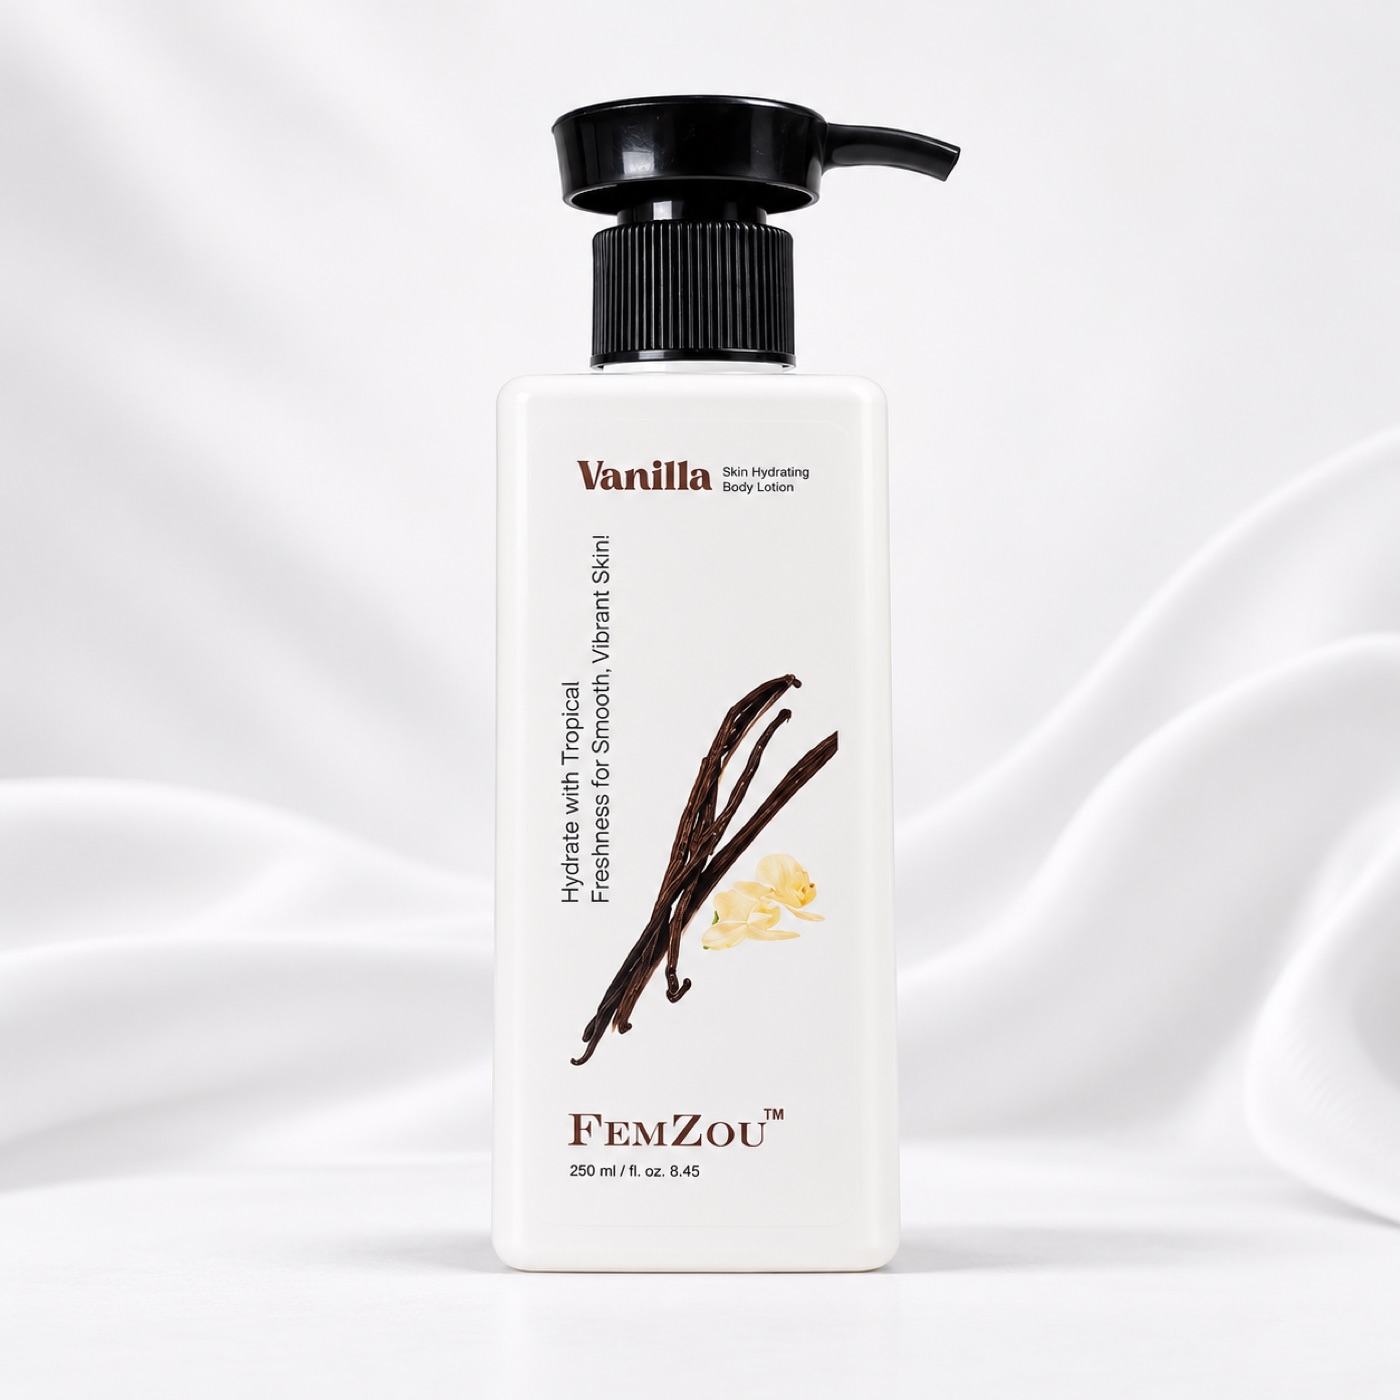 Vanilla
Skin Hydrating
Body Lotion
Hydrate with Tropical
Freshness for Smooth, Vibrant Skin!
FEMZOU™
250 ml / fl. oz. 8.45